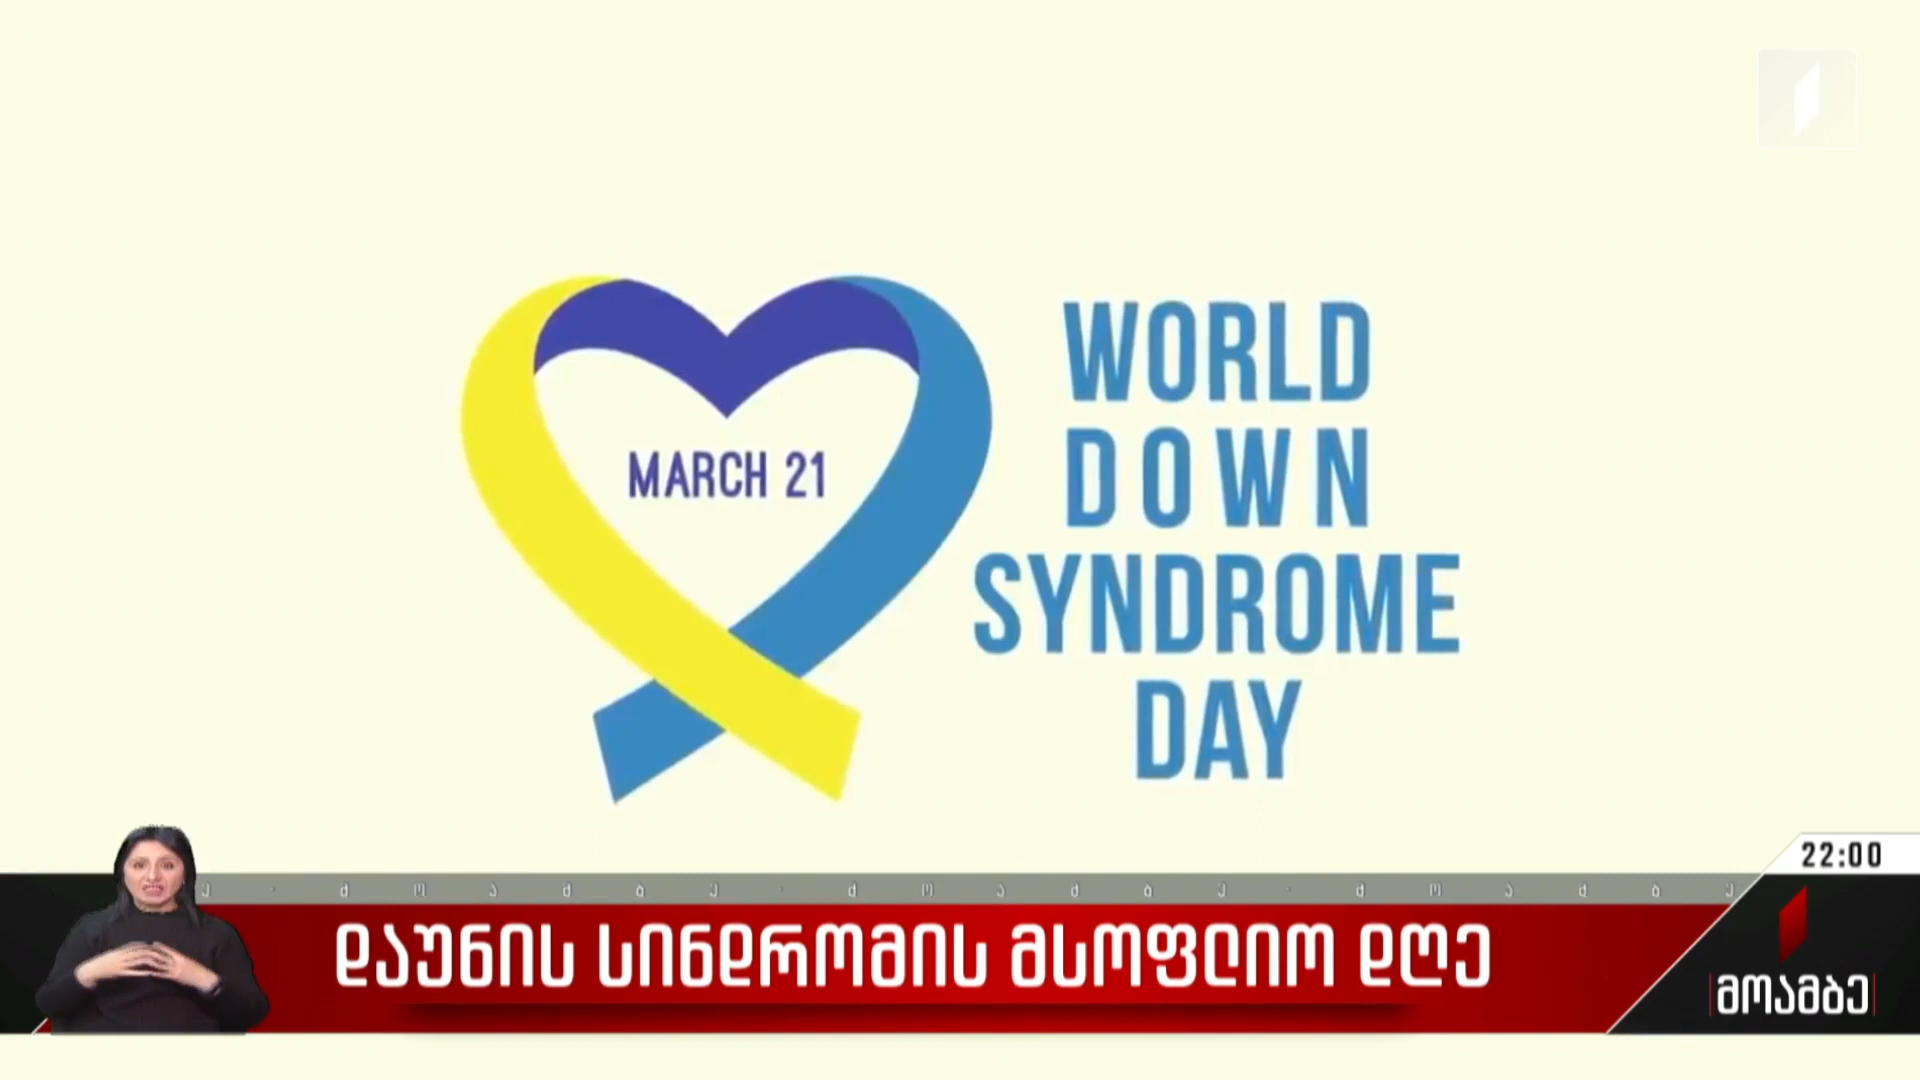 MARCH 21
WORLD
DOWN
SYNDROME
DAY
22:00
ე · მ ო ა მ ბ ე · მ ო ა მ ბ ე · მ ო ა მ ბ ე
დაუნის სინდრომის მსოფლიო დღე
მოამბე